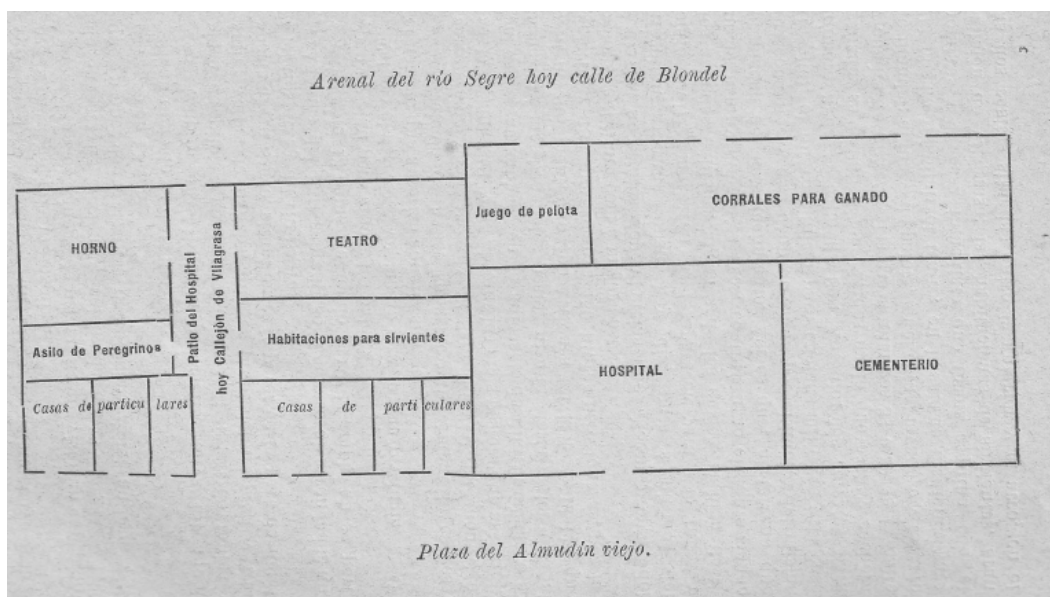 Arenal del río Segre hoy calle de Blondel
HORNO
Asilo de Peregrinos
Casas de particu lares
Patio del Hospital
hoy Callejón de Vilagrasa
TEATRO
Habitaciones para sirvientes
Casas de parti culares
Juego de pelota
CORRALES PARA GANADO
HOSPITAL
CEMENTERIO
Plaza del Almudín viejo.